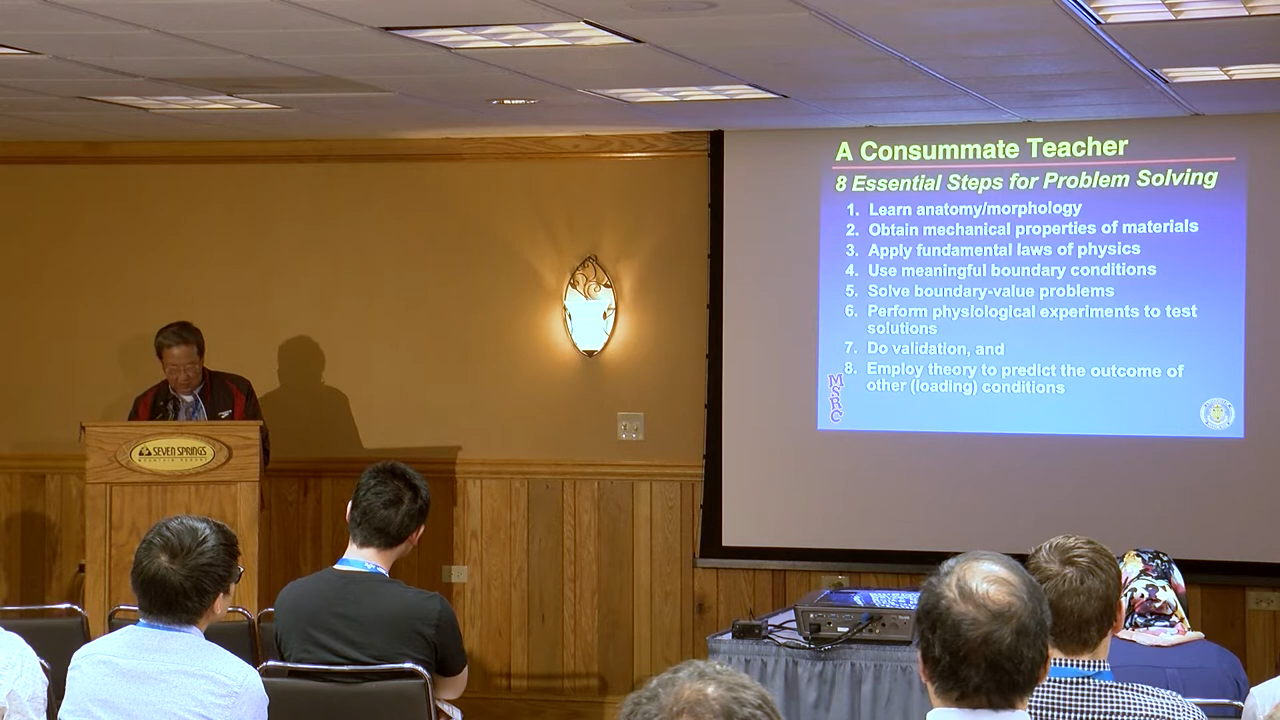 A Consummate Teacher
8 Essential Steps for Problem Solving
1. Learn anatomy/morphology
2. Obtain mechanical properties of materials
3. Apply fundamental laws of physics
4. Use meaningful boundary conditions
5. Solve boundary-value problems
6. Perform physiological experiments to test
solutions
7. Do validation, and
8. Employ theory to predict the outcome of
other (loading) conditions
MSRC
SEVEN SPRINGS
MOUNTAIN RESORT